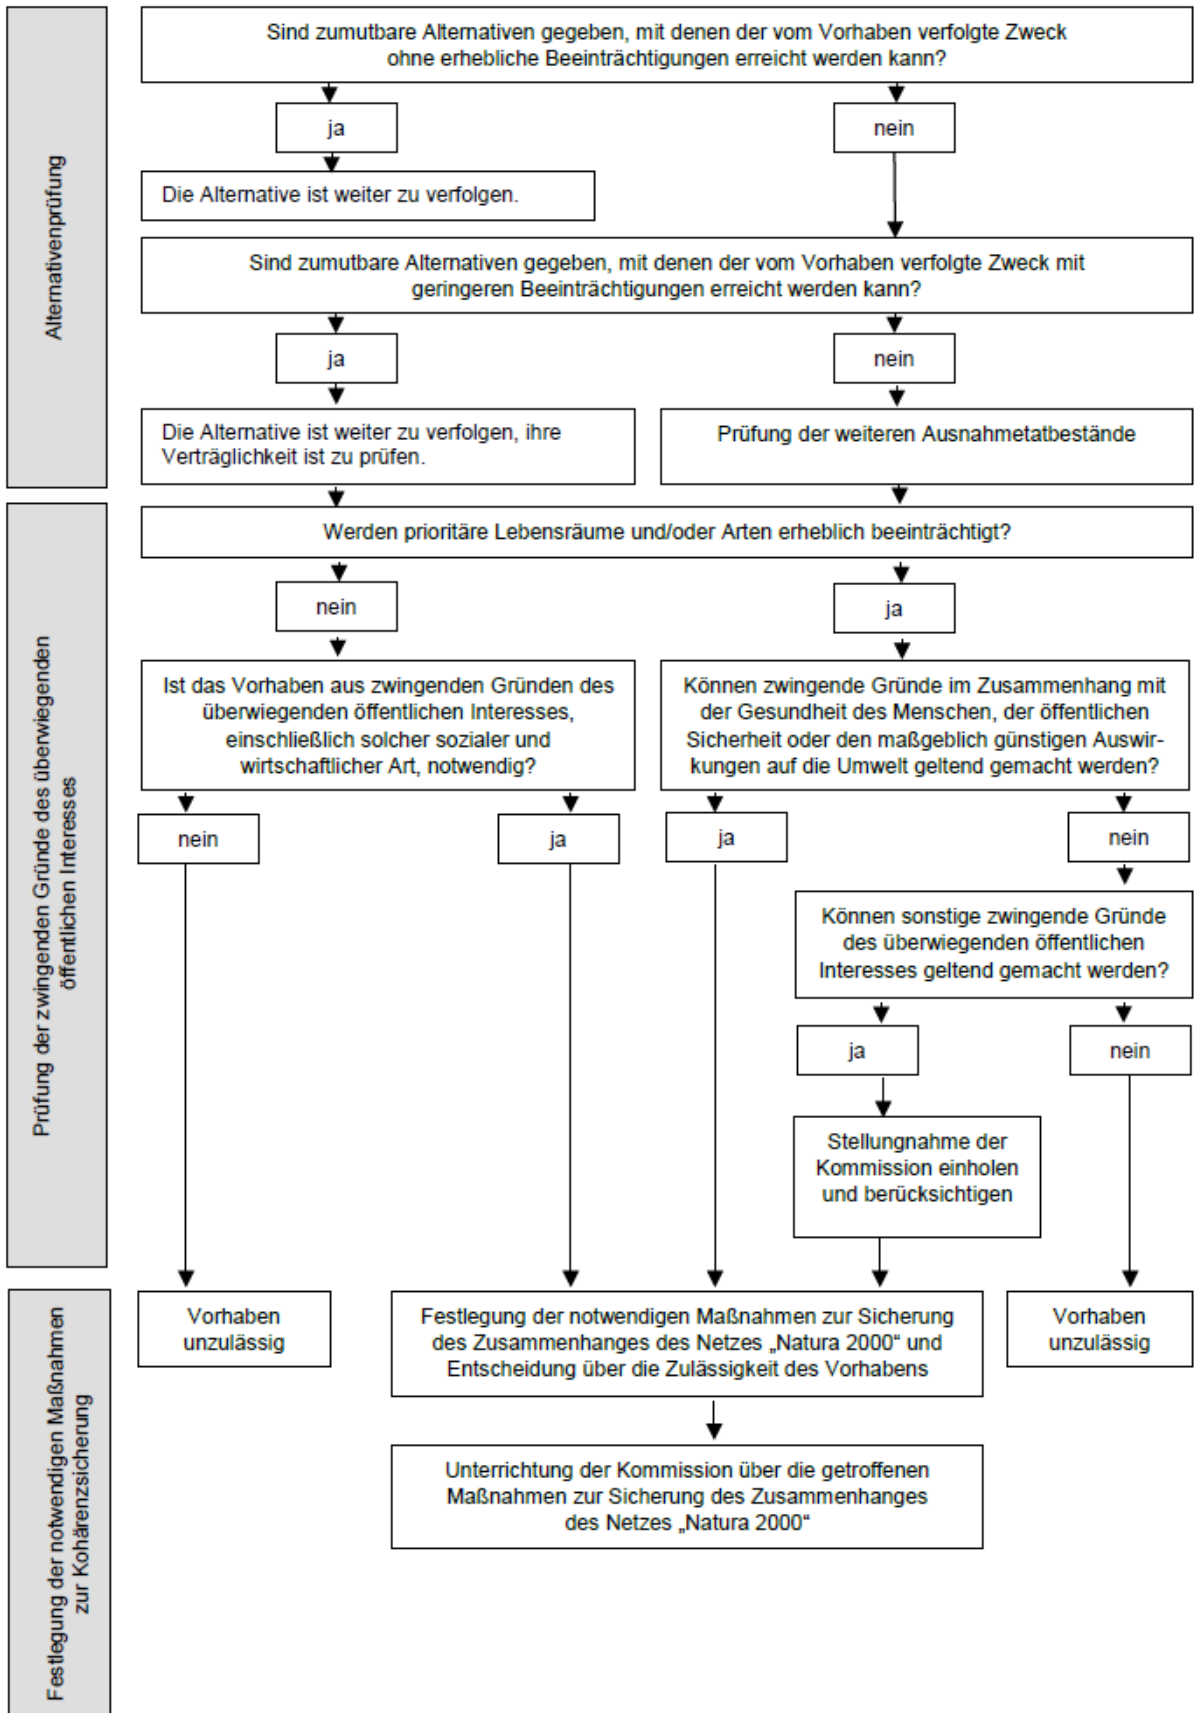 Alternativenprüfung
Sind zumutbare Alternativen gegeben, mit denen der vom Vorhaben verfolgte Zweck
ohne erhebliche Beeinträchtigungen erreicht werden kann?
ja
nein
Die Alternative ist weiter zu verfolgen.
Sind zumutbare Alternativen gegeben, mit denen der vom Vorhaben verfolgte Zweck mit
geringeren Beeinträchtigungen erreicht werden kann?
ja
nein
Die Alternative ist weiter zu verfolgen, ihre
Verträglichkeit ist zu prüfen.
Prüfung der weiteren Ausnahmetatbestände
Prüfung der zwingenden Gründe des überwiegenden
öffentlichen Interesses
Werden prioritäre Lebensräume und/oder Arten erheblich beeinträchtigt?
nein
ja
Ist das Vorhaben aus zwingenden Gründen des
überwiegenden öffentlichen Interesses,
einschließlich solcher sozialer und
wirtschaftlicher Art, notwendig?
Können zwingende Gründe im Zusammenhang mit
der Gesundheit des Menschen, der öffentlichen
Sicherheit oder den maßgeblich günstigen Auswir-
kungen auf die Umwelt geltend gemacht werden?
nein
ja
ja
nein
Können sonstige zwingende Gründe
des überwiegenden öffentlichen
Interesses geltend gemacht werden?
ja
nein
Stellungnahme der
Kommission einholen
und berücksichtigen
Festlegung der notwendigen Maßnahmen
zur Kohärenzsicherung
Vorhaben
unzulässig
Festlegung der notwendigen Maßnahmen zur Sicherung
des Zusammenhanges des Netzes „Natura 2000“ und
Entscheidung über die Zulässigkeit des Vorhabens
Vorhaben
unzulässig
Unterrichtung der Kommission über die getroffenen
Maßnahmen zur Sicherung des Zusammenhanges
des Netzes „Natura 2000“